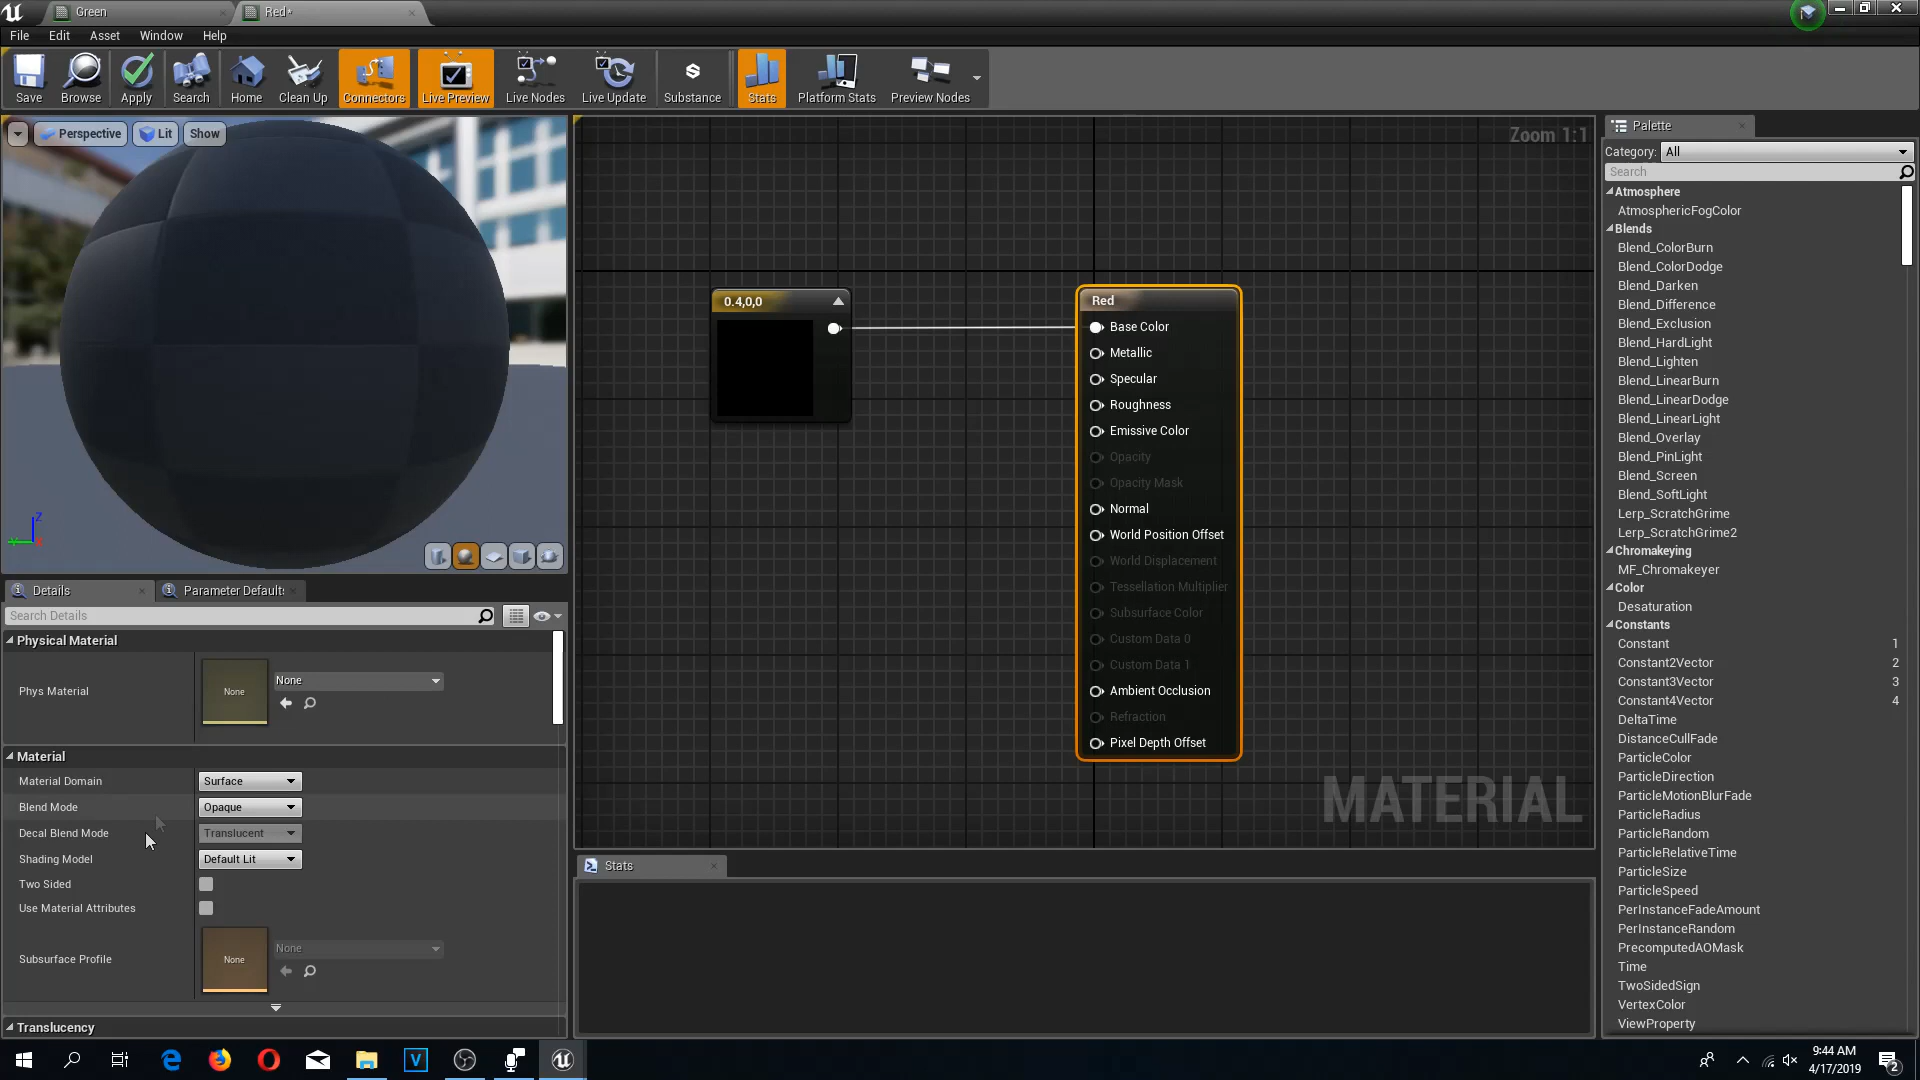 Green
Red*
File Edit Asset Window Help
Save Browse Apply Search Home Clean Up Connectors Live Preview Live Nodes Live Update Substance Stats Platform Stats Preview Nodes
Perspective Lit Show
Zoom 1:1
0.4,0,0
Red
Base Color
Metallic
Specular
Roughness
Emissive Color
Opacity
Opacity Mask
Normal
World Position Offset
World Displacement
Tessellation Multiplier
Subsurface Color
Custom Data 0
Custom Data 1
Ambient Occlusion
Refraction
Pixel Depth Offset
MATERIAL
Z
Details
Parameter Defaults
Search Details
Physical Material
Phys Material
None
None
Material
Material Domain Surface
Blend Mode Opaque
Decal Blend Mode Translucent
Shading Model Default Lit
Two Sided
Use Material Attributes
Subsurface Profile
None
None
Translucency
Stats
Palette
Category: All
Search
Atmosphere
AtmosphericFogColor
Blends
Blend_ColorBurn
Blend_ColorDodge
Blend_Darken
Blend_Difference
Blend_Exclusion
Blend_HardLight
Blend_Lighten
Blend_LinearBurn
Blend_LinearDodge
Blend_LinearLight
Blend_Overlay
Blend_PinLight
Blend_Screen
Blend_SoftLight
Lerp_ScratchGrime
Lerp_ScratchGrime2
Chromakeying
MF_Chromakeyer
Color
Desaturation
Constants
Constant 1
Constant2Vector 2
Constant3Vector 3
Constant4Vector 4
DeltaTime
DistanceCullFade
ParticleColor
ParticleDirection
ParticleMotionBlurFade
ParticleRadius
ParticleRandom
ParticleRelativeTime
ParticleSize
ParticleSpeed
PerInstanceFadeAmount
PerInstanceRandom
PrecomputedAOMask
Time
TwoSidedSign
VertexColor
ViewProperty
9:44 AM
4/17/2019
2